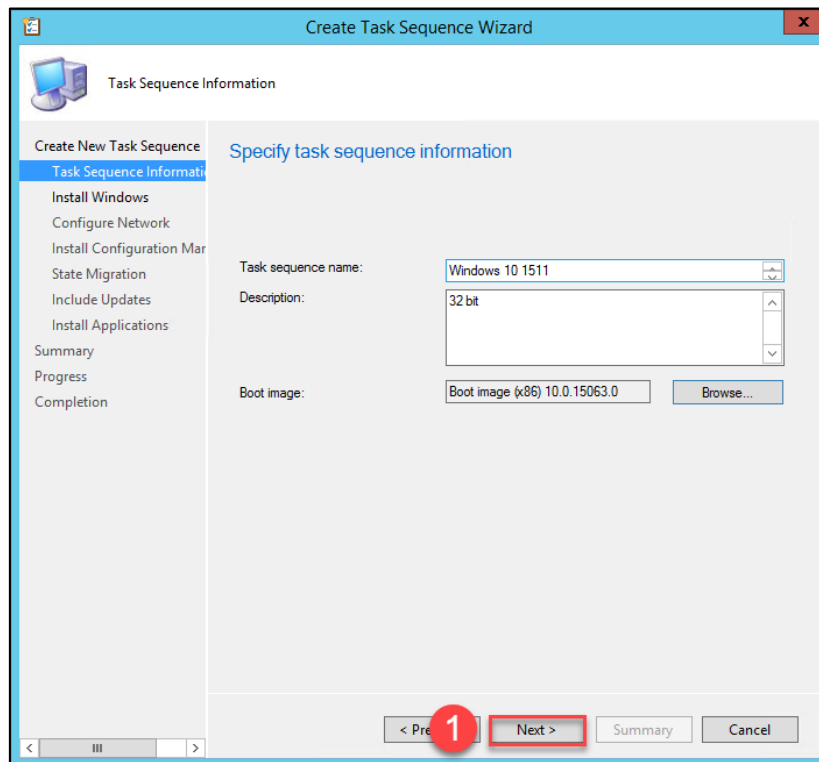 Create Task Sequence Wizard
x
Task Sequence Information
Create New Task Sequence
Task Sequence Informati
Install Windows
Configure Network
Install Configuration Mar
State Migration
Include Updates
Install Applications
Summary
Progress
Completion
Specify task sequence information
Task sequence name:
Windows 10 1511
Description:
32 bit
Boot image:
Boot image (x86) 10.0.15063.0
Browse...
< Pre
1
Next >
Summary
Cancel